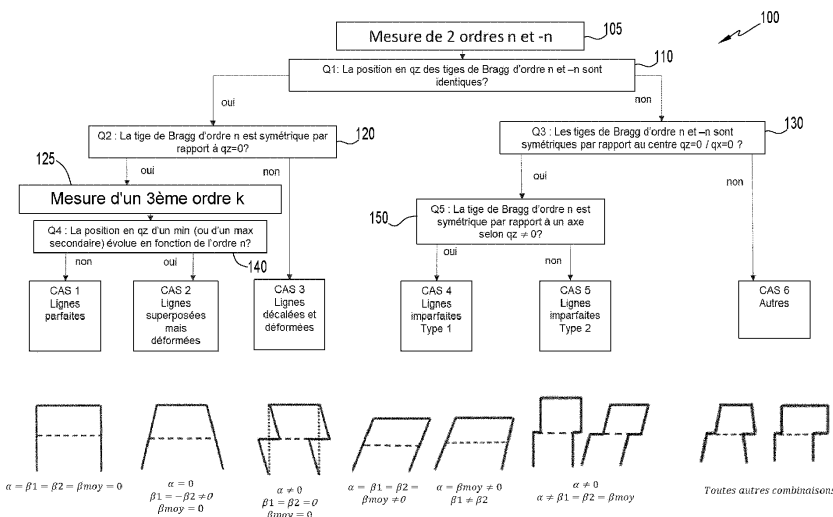 100
Mesure de 2 ordres n et -n
105
110
Q1: La position en qz des tiges de Bragg d'ordre n et –n sont
identiques?
oui
non
Q2 : La tige de Bragg d'ordre n est symétrique par
rapport à qz=0?
120
Q3 : Les tiges de Bragg d'ordre n et –n sont
symétriques par rapport au centre qz=0 / qx=0 ?
130
125
oui
non
oui
non
Mesure d'un 3ème ordre k
Q4 : La position en qz d'un min (ou d'un max
secondaire) évolue en fonction de l'ordre n?
140
150
Q5 : La tige de Bragg d'ordre n est
symétrique par rapport à un axe
selon qz ≠ 0?
non
oui
oui
non
CAS 1
Lignes
parfaites
CAS 2
Lignes
superposées
mais
déformées
CAS 3
Lignes
décalées et
déformées
CAS 4
Lignes
imparfaites
Type 1
CAS 5
Lignes
imparfaites
Type 2
CAS 6
Autres
α = β1 = β2 = βmoy = 0
α = 0
β1 = −β2 ≠ 0
βmoy = 0
α ≠ 0
β1 = β2 = 0
βmoy = 0
α = β1 = β2 =
βmoy ≠ 0
α = βmoy ≠ 0
β1 ≠ β2
α ≠ 0
α ≠ β1 = β2 = βmoy
Toutes autres combinaisons